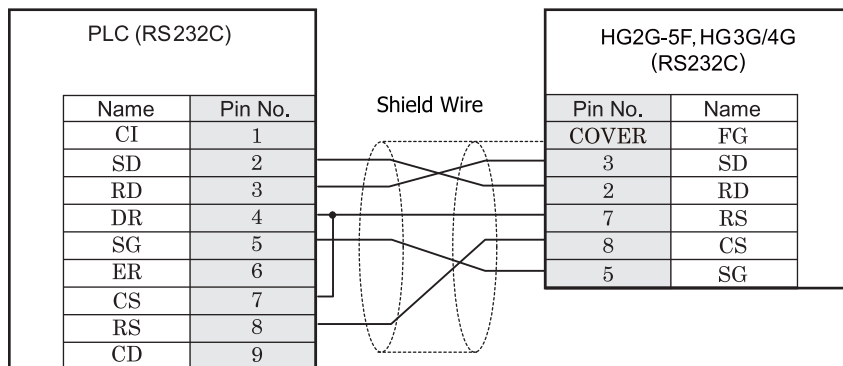 PLC (RS232C)
Name Pin No.
CI 1
SD 2
RD 3
DR 4
SG 5
ER 6
CS 7
RS 8
CD 9
Shield Wire
HG2G-5F, HG3G/4G
(RS232C)
Pin No. Name
COVER FG
3 SD
2 RD
7 RS
8 CS
5 SG